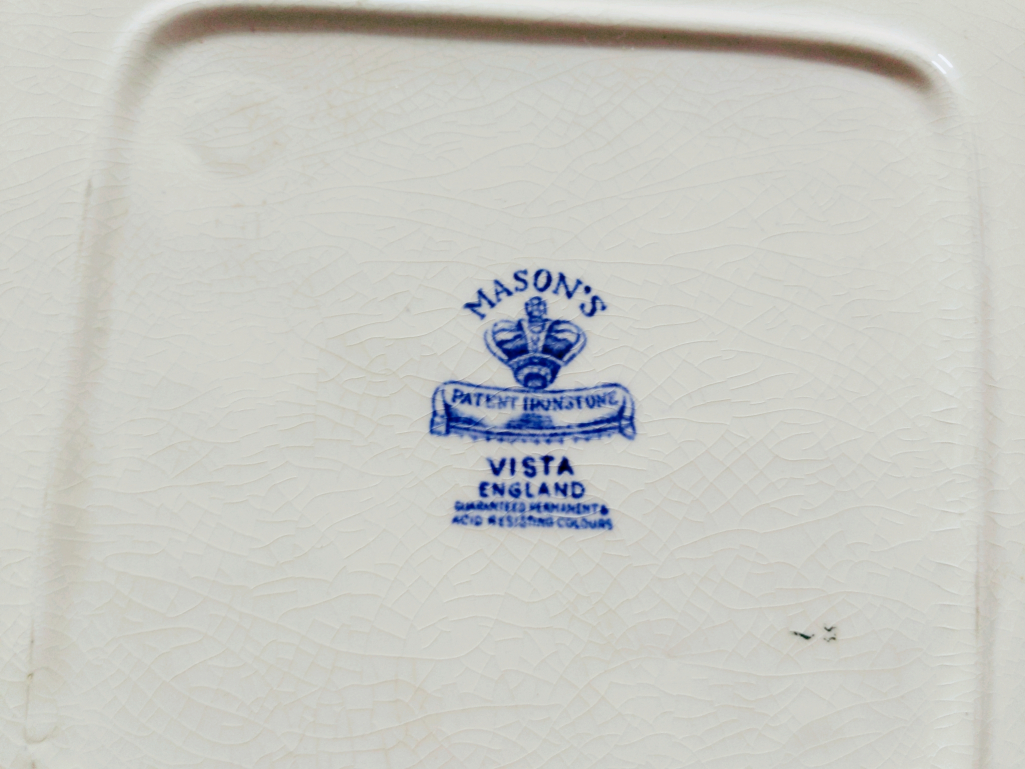 MASON'S
PATENT IRONSTONE
VISTA
ENGLAND
GUARANTEED PERMANENT &
ACID RESISTING COLOURS